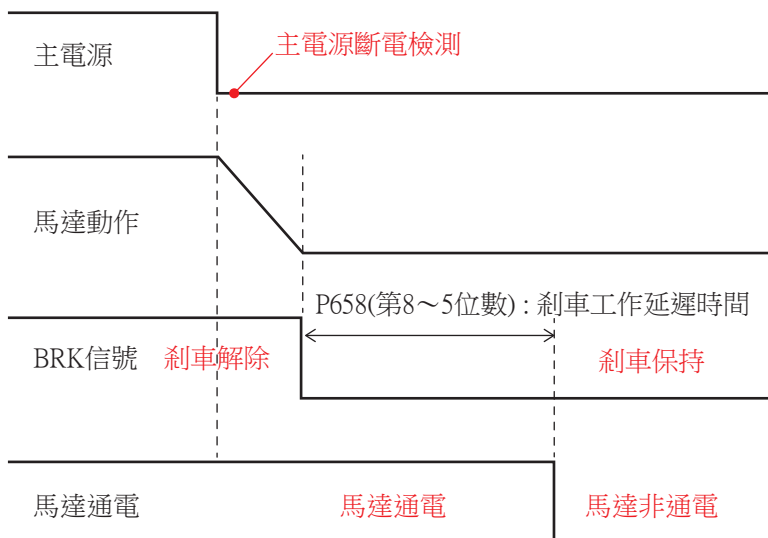 主電源
主電源斷電檢測
馬達動作
P658(第8～5位數) : 剎車工作延遲時間
BRK信號 剎車解除
剎車保持
馬達通電
馬達通電
馬達非通電